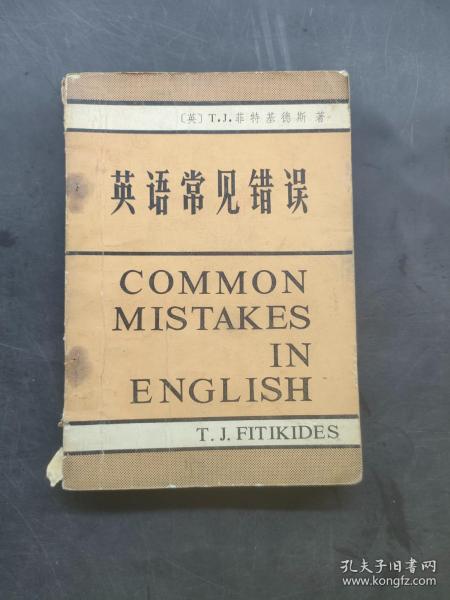 〔英〕T.J.菲特基德斯 著
英语常见错误
COMMON
MISTAKES
IN
ENGLISH
T. J. FITIKIDES
孔夫子旧书网
www.kongfz.com